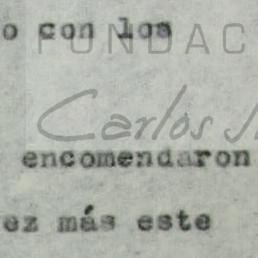 o con los
FUNDAC
Carlos
encomendaron
ez más este